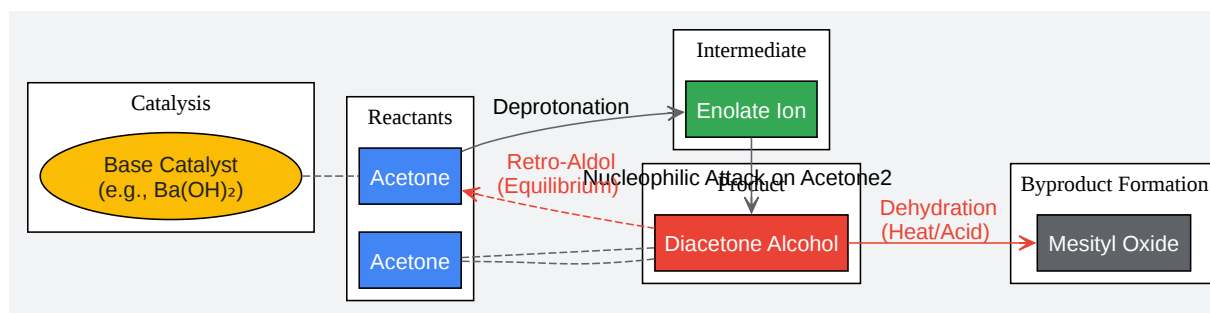 Intermediate
Catalysis
Reactants
Deprotonation
Enolate Ion
Base Catalyst
(e.g., Ba(OH)₂)
Acetone
Retro-Aldol
(Equilibrium)
Nucleophilic Attack on Acetone2
Product
Byproduct Formation
Dehydration
(Heat/Acid)
Acetone
Diacetone Alcohol
Mesityl Oxide